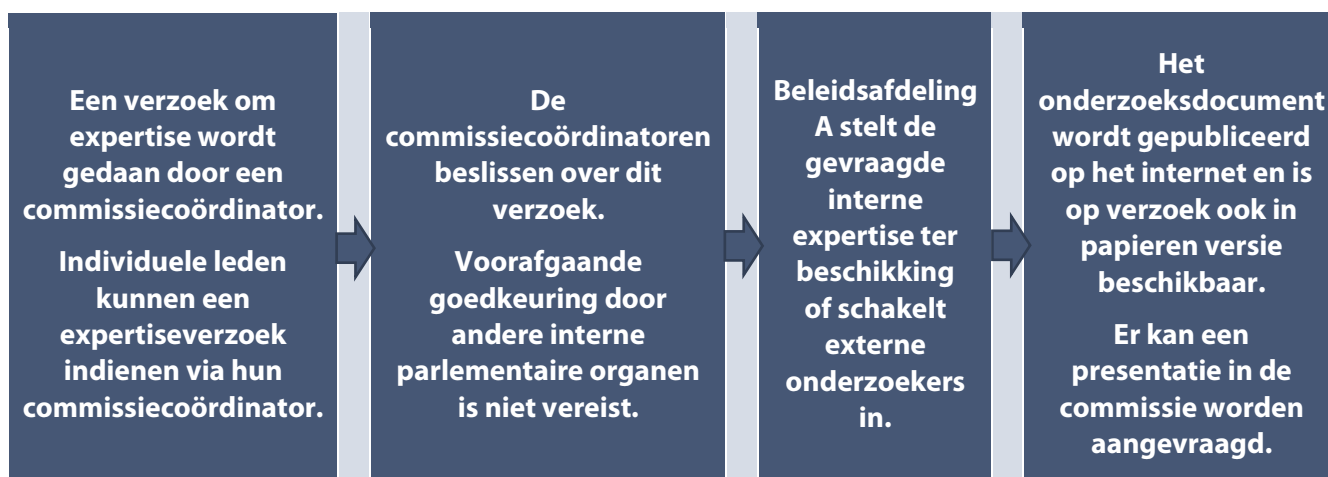 Een verzoek om
expertise wordt
gedaan door een
commissiecoördinator.
Individuele leden
kunnen een
expertiseverzoek
indienen via hun
commissiecoördinator.
De
commissiecoördinatoren
beslissen over dit
verzoek.
Voorafgaande
goedkeuring door
andere interne
parlementaire organen
is niet vereist.
Beleidsafdeling
A stelt de
gevraagde
interne
expertise ter
beschikking
of schakelt
externe
onderzoekers
in.
Het
onderzoeksdocument
wordt gepubliceerd
op het internet en is
op verzoek ook in
papieren versie
beschikbaar.
Er kan een
presentatie in de
commissie worden
aangevraagd.